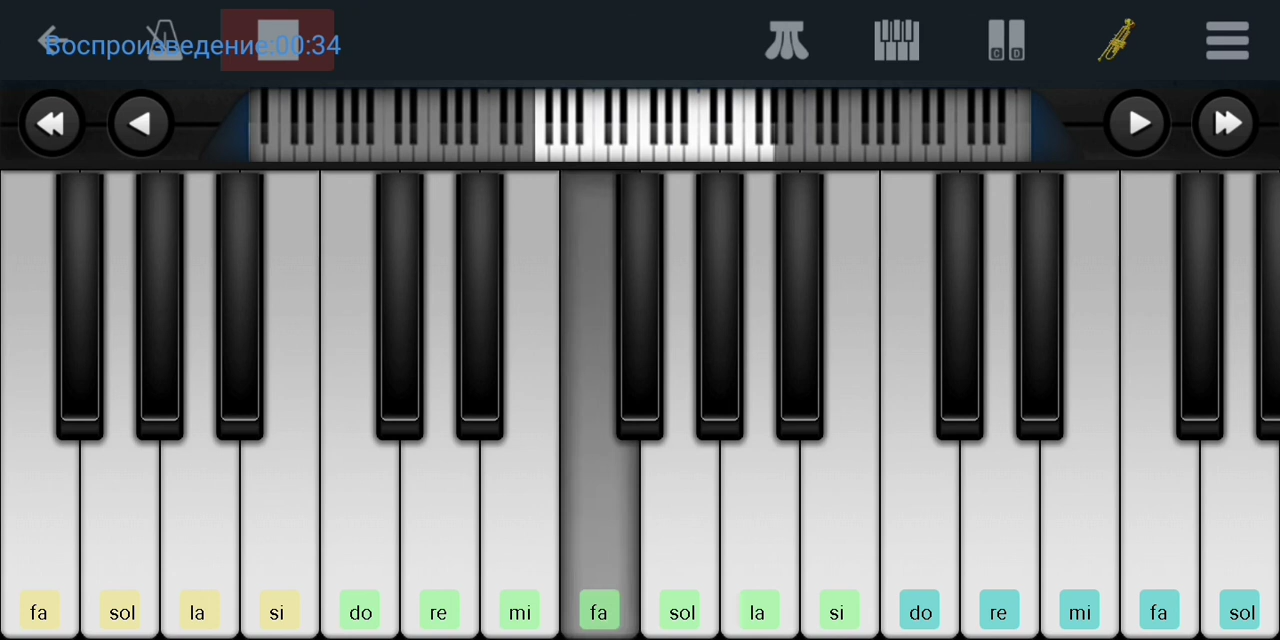 Воспроизведение:00:34
C D
fa sol la si do re mi fa sol la si do re mi fa sol